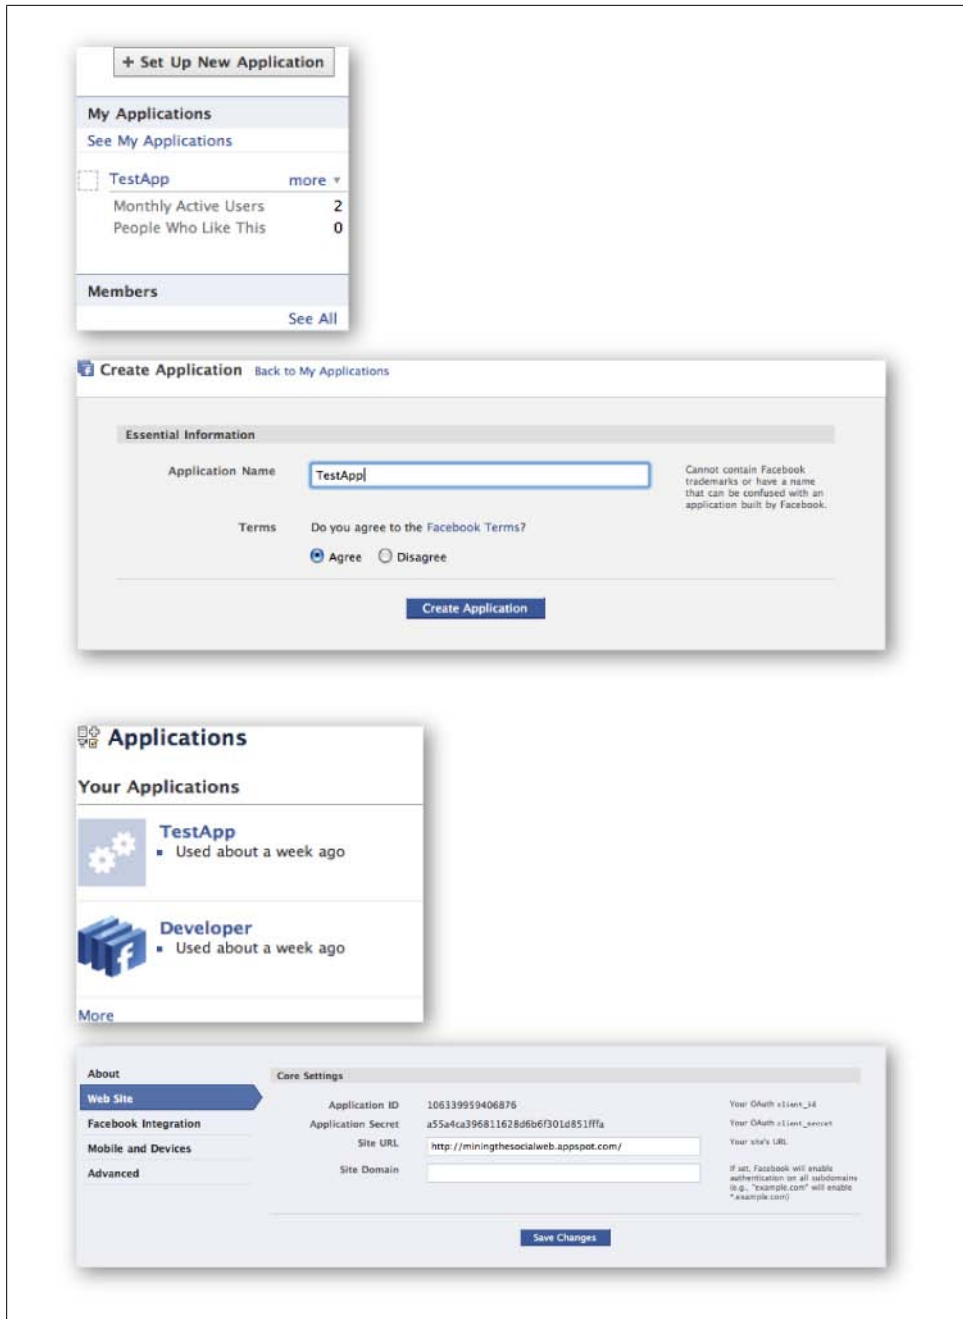 + Set Up New Application
My Applications
See My Applications
TestApp more
Monthly Active Users 2
People Who Like This 0
Members
See All
Create Application Back to My Applications
Essential Information
Application Name TestApp
Cannot contain Facebook
trademarks or have a name
that can be confused with an
application built by Facebook.
Terms Do you agree to the Facebook Terms?
Agree Disagree
Create Application
Applications
Your Applications
TestApp
Used about a week ago
Developer
Used about a week ago
More
About
Web Site
Facebook Integration
Mobile and Devices
Advanced
Core Settings
Application ID 106339959406876 Your OAuth client_id
Application Secret a55a4ca396811628d6b6f301d851fffa Your OAuth client_secret
Site URL http://miningthesocialweb.appspot.com/ Your site's URL
Site Domain
If set, Facebook will enable
authentication on all subdomains
(e.g., "example.com" will enable
*.example.com)
Save Changes